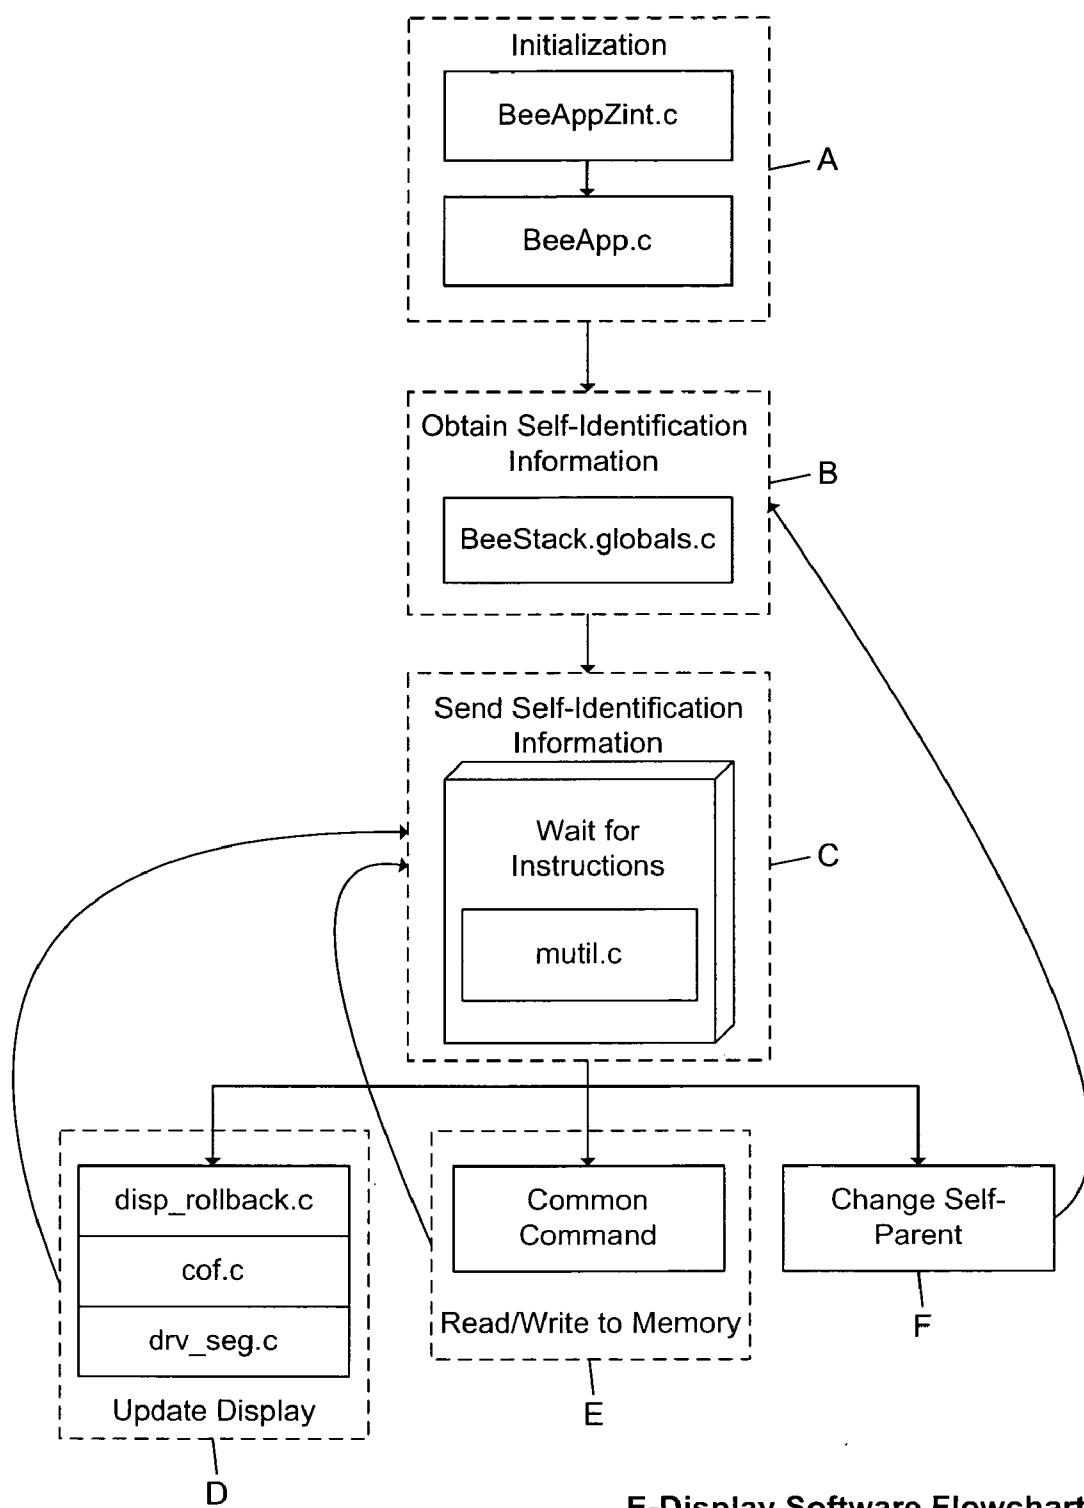 Initialization
BeeAppZint.c
A
BeeApp.c
Obtain Self-Identification
Information
B
BeeStack.globals.c
Send Self-Identification
Information
Wait for
Instructions
C
mutil.c
disp_rollback.c
cof.c
drv_seg.c
Update Display
D
Common
Command
Read/Write to Memory
E
Change Self-
Parent
F
E-Display Software Flowchart